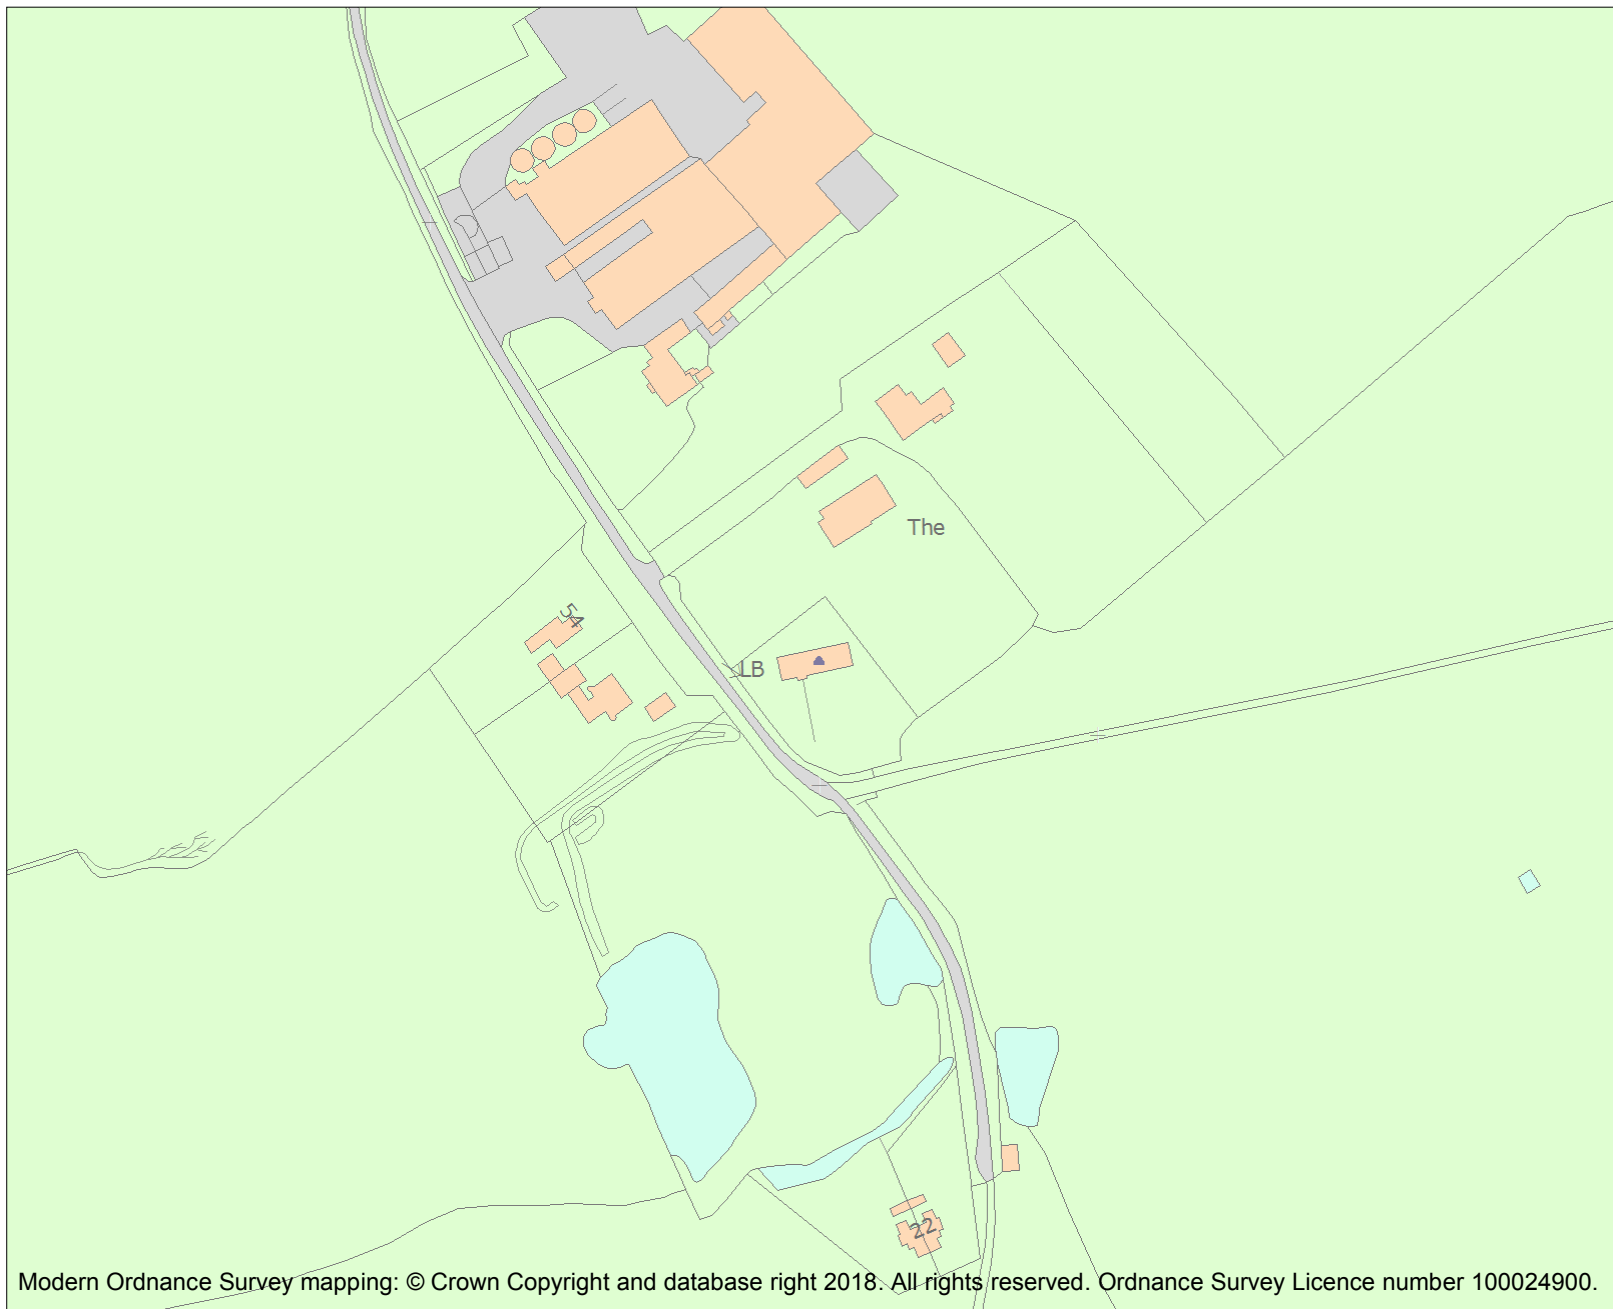 The
54
LB
22
Modern Ordnance Survey mapping: © Crown Copyright and database right 2018. All rights reserved. Ordnance Survey Licence number 100024900.